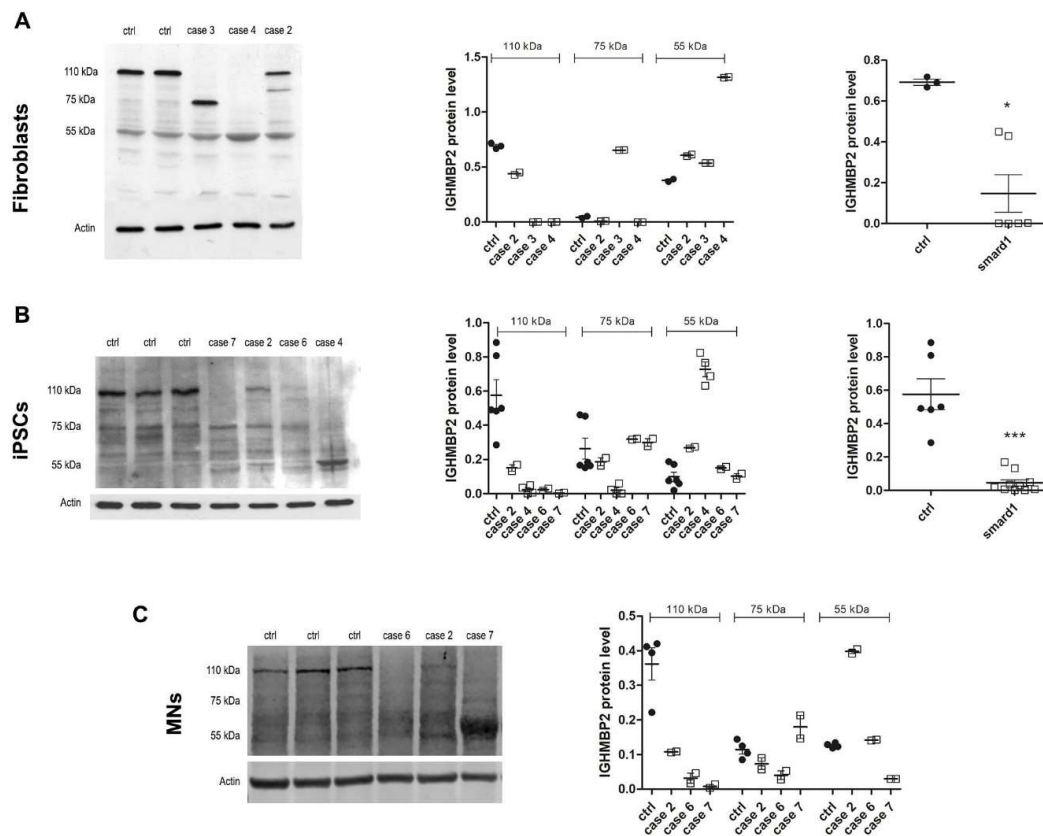 A
Fibroblasts
ctrl ctrl case 3 case 4 case 2
110 kDa
75 kDa
55 kDa
Actin
110 kDa 75 kDa 55 kDa
IGHMBP2 protein level
1.5
1.0
0.5
0.0
ctrl case 2 case 3 case 4 ctrl case 2 case 3 case 4 ctrl case 2 case 3 case 4
IGHMBP2 protein level
0.8
0.6
0.4
0.2
0.0
*
ctrl smard1
B
iPSCs
ctrl ctrl ctrl case 7 case 2 case 6 case 4
110 kDa
75 kDa
55 kDa
Actin
110 kDa 75 kDa 55 kDa
IGHMBP2 protein level
1.0
0.8
0.6
0.4
0.2
0.0
ctrl case 2 case 4 case 6 case 7 ctrl case 2 case 4 case 6 case 7 ctrl case 2 case 4 case 6 case 7
IGHMBP2 protein level
1.0
0.8
0.6
0.4
0.2
0.0
***
ctrl smard1
C
MNs
ctrl ctrl ctrl case 6 case 2 case 7
110 kDa
75 kDa
55 kDa
Actin
110 kDa 75 kDa 55 kDa
IGHMBP2 protein level
0.5
0.4
0.3
0.2
0.1
0.0
ctrl case 2 case 6 case 7 ctrl case 2 case 6 case 7 ctrl case 2 case 6 case 7